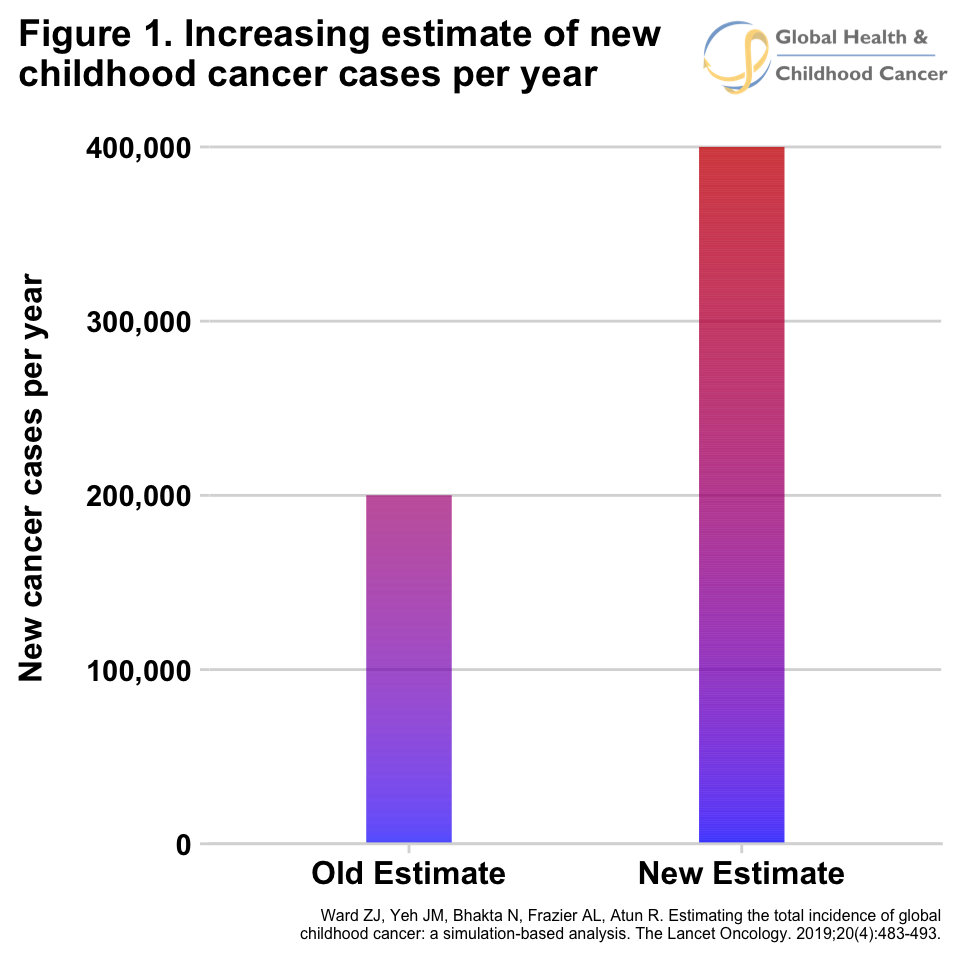 Figure 1. Increasing estimate of new
childhood cancer cases per year
Global Health &
Childhood Cancer
400,000
300,000
200,000
100,000
0
New cancer cases per year
Old Estimate
New Estimate
Ward ZJ, Yeh JM, Bhakta N, Frazier AL, Atun R. Estimating the total incidence of global
childhood cancer: a simulation-based analysis. The Lancet Oncology. 2019;20(4):483-493.